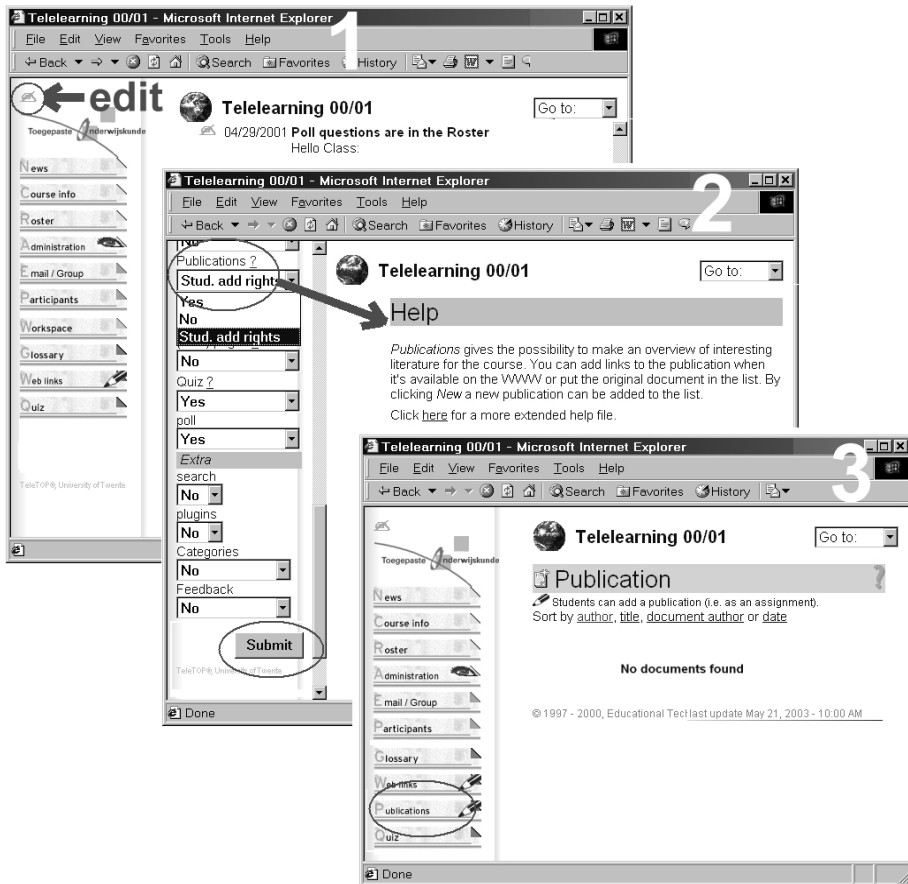 Telelearning 00/01 - Microsoft Internet Explorer
1
File Edit View Favorites Tools Help
Back Search Favorites History
edit
Telelearning 00/01
Go to:
Toegepaste Onderwijskunde
04/29/2001 Poll questions are in the Roster
Hello Class:
News
Course info
Roster
Administration
Email / Group
Participants
Workspace
Glossary
Web links
Quiz
TeleTOP®, University of Twente
Telelearning 00/01 - Microsoft Internet Explorer
2
File Edit View Favorites Tools Help
Back Search Favorites History
No
Publications ?
Stud. add rights
Yes
No
Stud. add rights
No
Quiz ?
Yes
poll
Yes
Extra
search
No
plugins
No
Categories
No
Feedback
No
Submit
TeleTOP®, University of Twente
Done
Telelearning 00/01
Go to:
Help
Publications gives the possibility to make an overview of interesting
literature for the course. You can add links to the publication when
it's available on the WWW or put the original document in the list. By
clicking New a new publication can be added to the list.
Click here for a more extended help file.
Telelearning 00/01 - Microsoft Internet Explorer
3
File Edit View Favorites Tools Help
Back Search Favorites History
Toegepaste Onderwijskunde
News
Course info
Roster
Administration
Email / Group
Participants
Glossary
Web links
Publications
Quiz
Telelearning 00/01
Go to:
Publication ?
Students can add a publication (i.e. as an assignment).
Sort by author, title, document author or date
No documents found
© 1997 - 2000, Educational Tech last update May 21, 2003 - 10:00 AM
Done